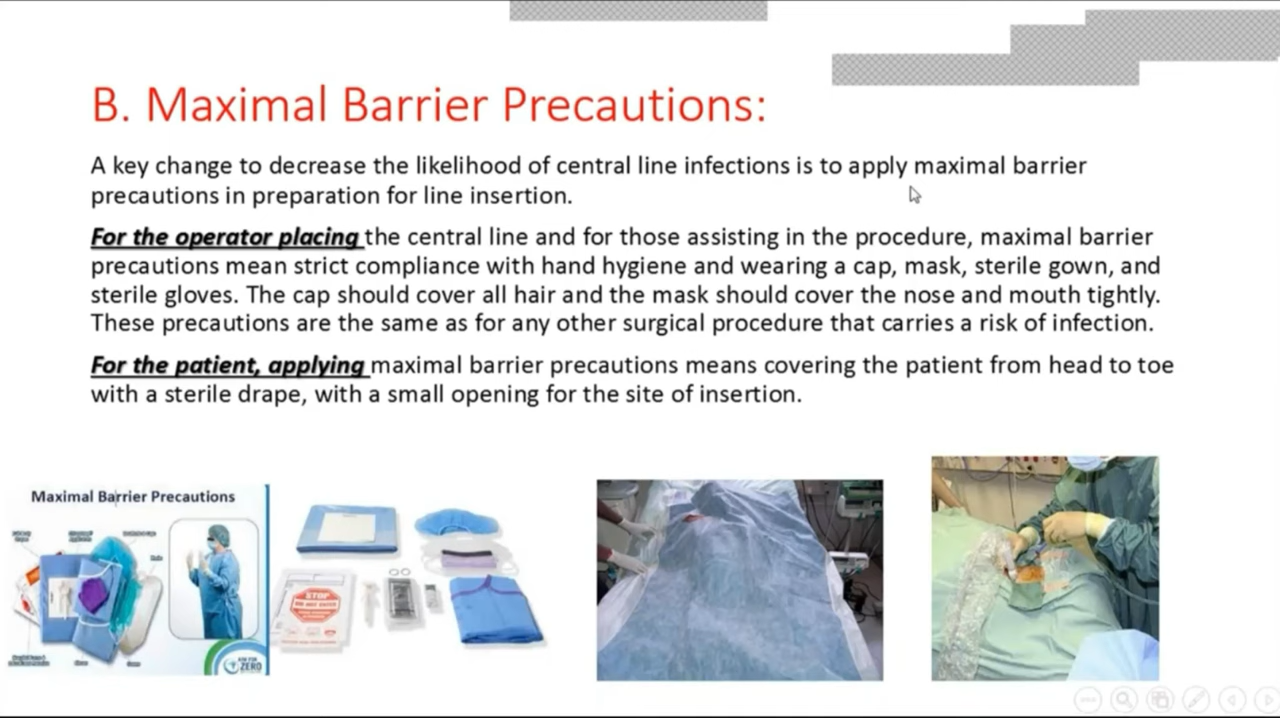 B. Maximal Barrier Precautions:
A key change to decrease the likelihood of central line infections is to apply maximal barrier
precautions in preparation for line insertion.
For the operator placing the central line and for those assisting in the procedure, maximal barrier
precautions mean strict compliance with hand hygiene and wearing a cap, mask, sterile gown, and
sterile gloves. The cap should cover all hair and the mask should cover the nose and mouth tightly.
These precautions are the same as for any other surgical procedure that carries a risk of infection.
For the patient, applying maximal barrier precautions means covering the patient from head to toe
with a sterile drape, with a small opening for the site of insertion.
Maximal Barrier Precautions
STOP
DO NOT ENTER
ZERO